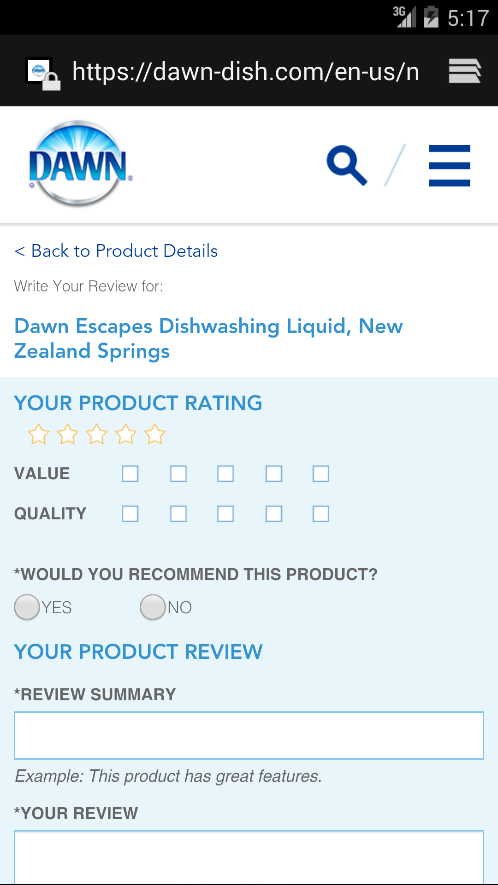 3G 5:17
https://dawn-dish.com/en-us/n
DAWN
< Back to Product Details
Write Your Review for:
Dawn Escapes Dishwashing Liquid, New
Zealand Springs
YOUR PRODUCT RATING
VALUE
QUALITY
*WOULD YOU RECOMMEND THIS PRODUCT?
YES NO
YOUR PRODUCT REVIEW
*REVIEW SUMMARY
Example: This product has great features.
*YOUR REVIEW